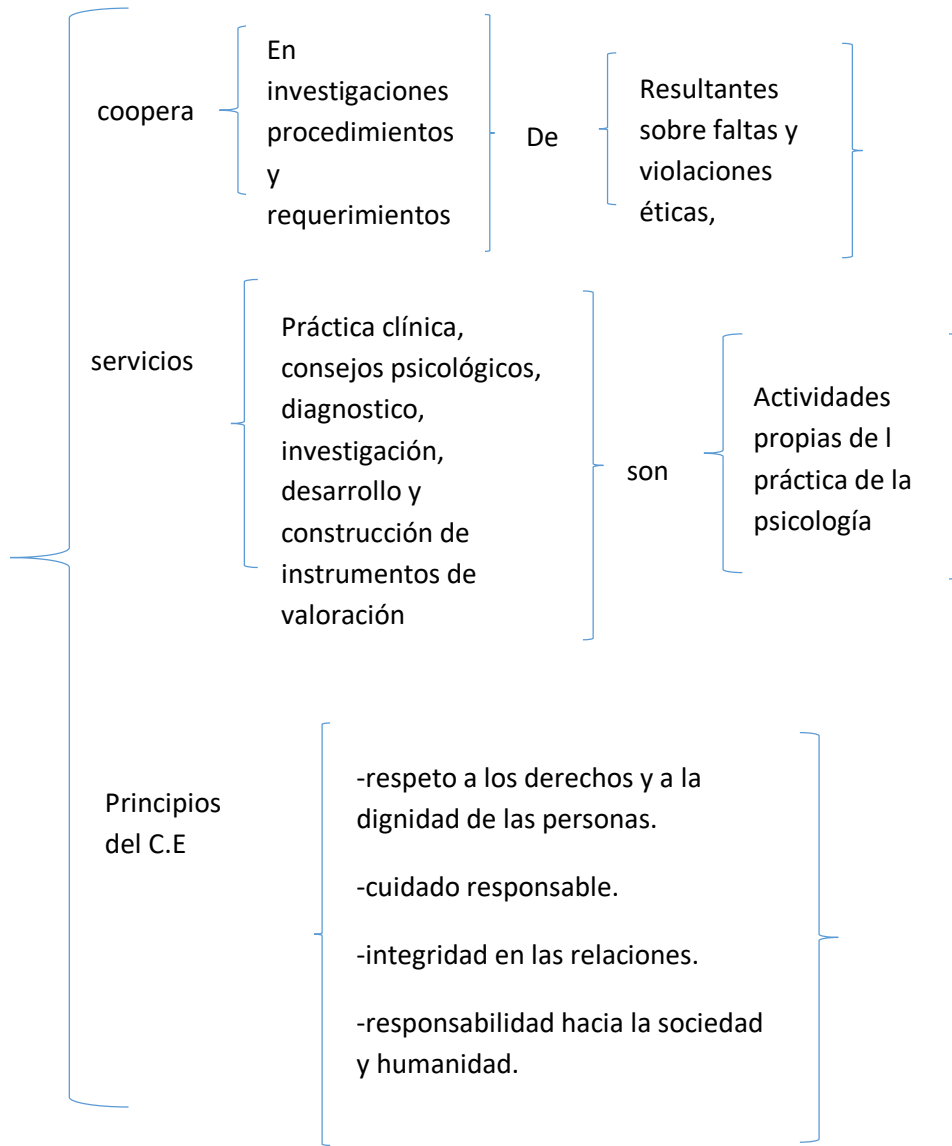 coopera
En
investigaciones
procedimientos
y
requerimientos
De
Resultantes
sobre faltas y
violaciones
éticas,
servicios
Práctica clínica,
consejos psicológicos,
diagnostico,
investigación,
desarrollo y
construcción de
instrumentos de
valoración
son
Actividades
propias de l
práctica de la
psicología
Principios
del C.E
-respeto a los derechos y a la
dignidad de las personas.
-cuidado responsable.
-integridad en las relaciones.
-responsabilidad hacia la sociedad
y humanidad.